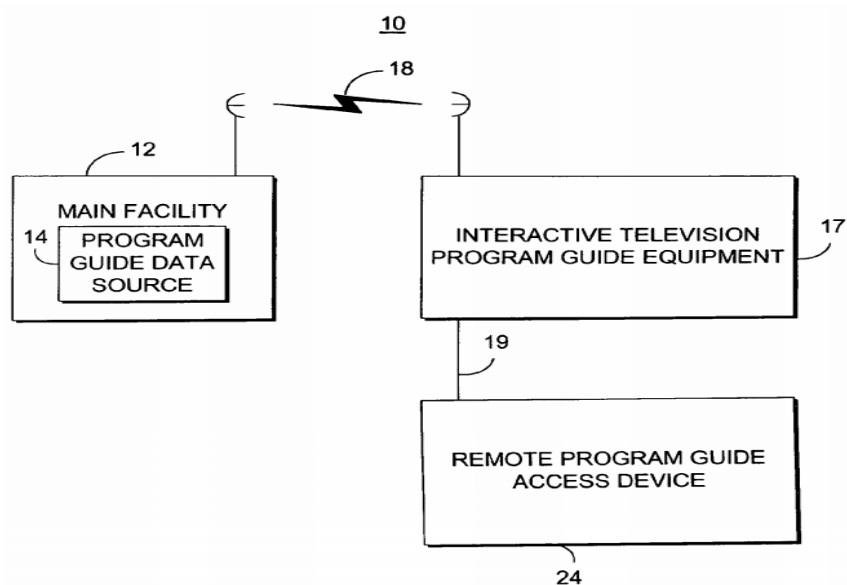 10
18
12
MAIN FACILITY
14
PROGRAM
GUIDE DATA
SOURCE
INTERACTIVE TELEVISION
PROGRAM GUIDE EQUIPMENT
17
19
REMOTE PROGRAM GUIDE
ACCESS DEVICE
24